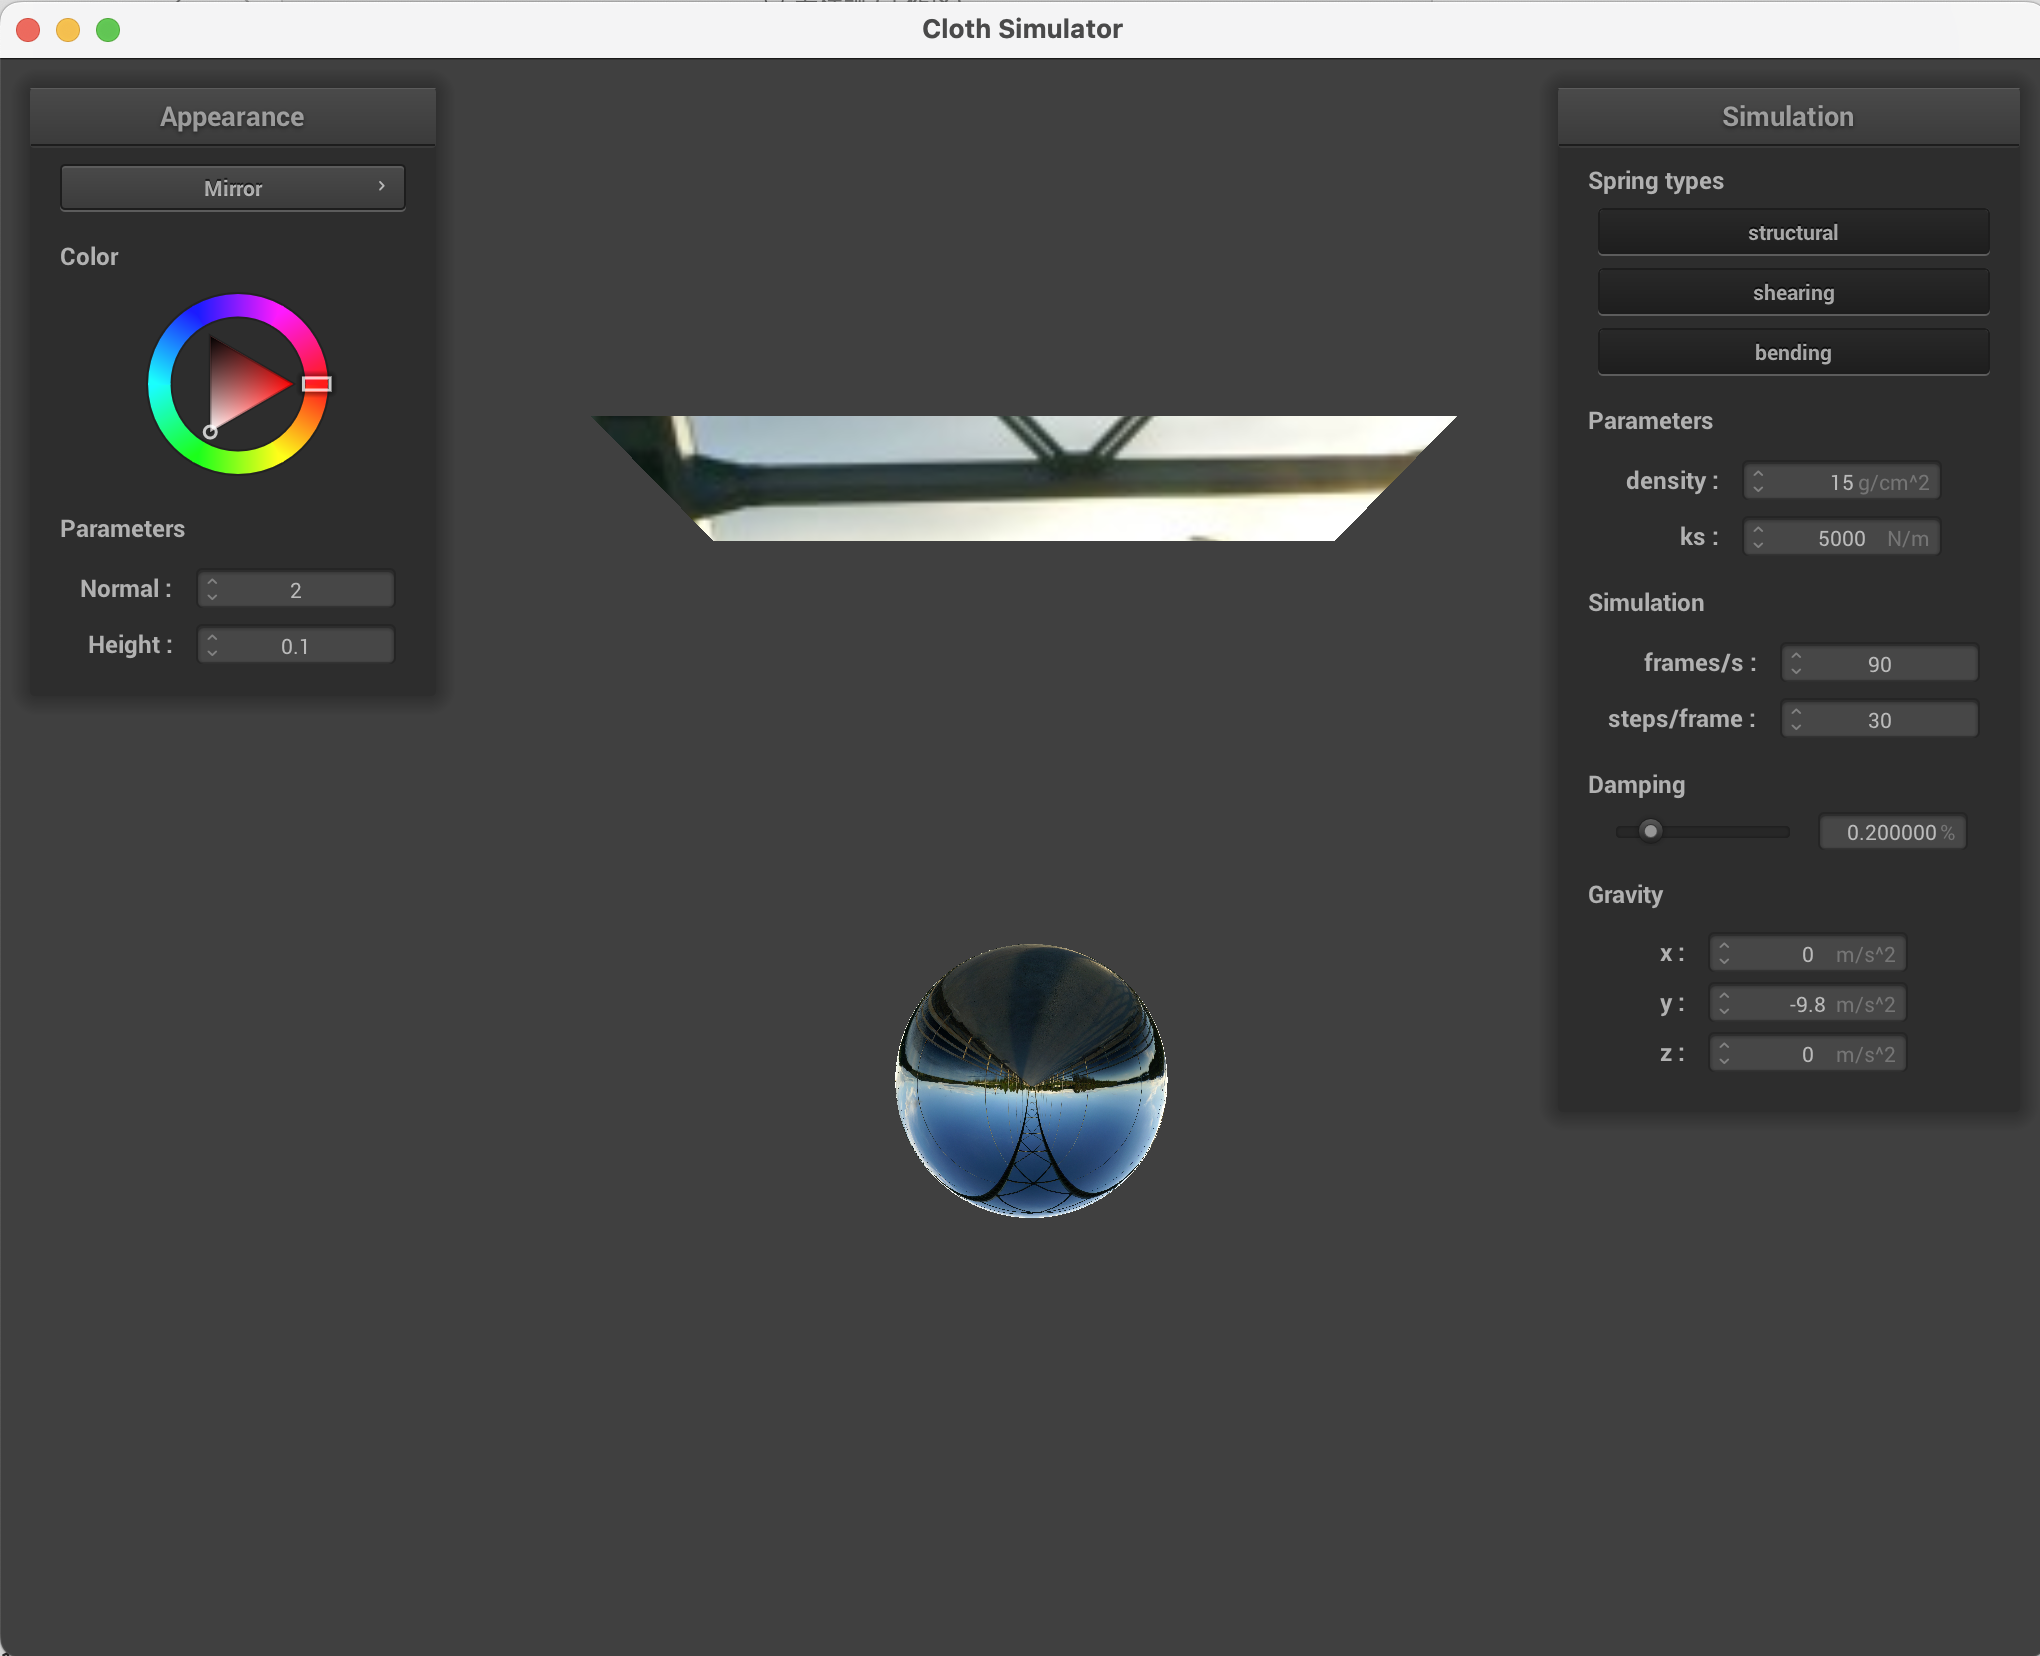 Cloth Simulator
Appearance
Mirror
Color
Parameters
Normal : 2
Height : 0.1
Simulation
Spring types
structural
shearing
bending
Parameters
density : 15 g/cm^2
ks : 5000 N/m
Simulation
frames/s : 90
steps/frame : 30
Damping
0.200000 %
Gravity
x : 0 m/s^2
y : -9.8 m/s^2
z : 0 m/s^2